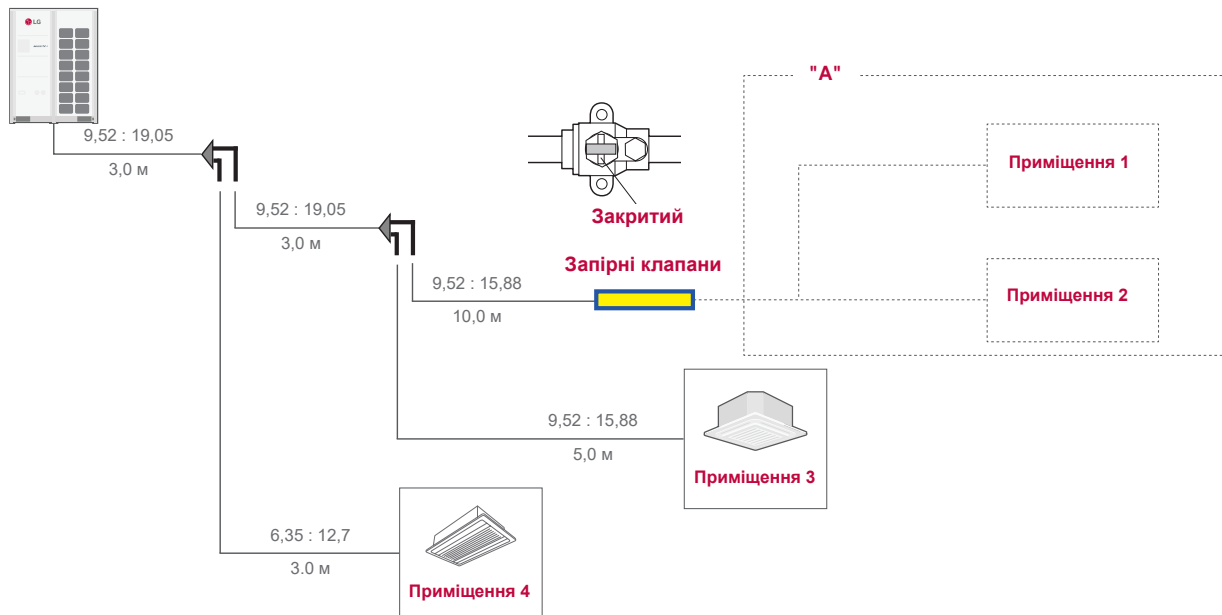 LG
"А"
9,52 : 19,05
3,0 м
Приміщення 1
Закритий
9,52 : 19,05
3,0 м
Запірні клапани
9,52 : 15,88
10,0 м
Приміщення 2
9,52 : 15,88
5,0 м
Приміщення 3
6,35 : 12,7
3.0 м
Приміщення 4